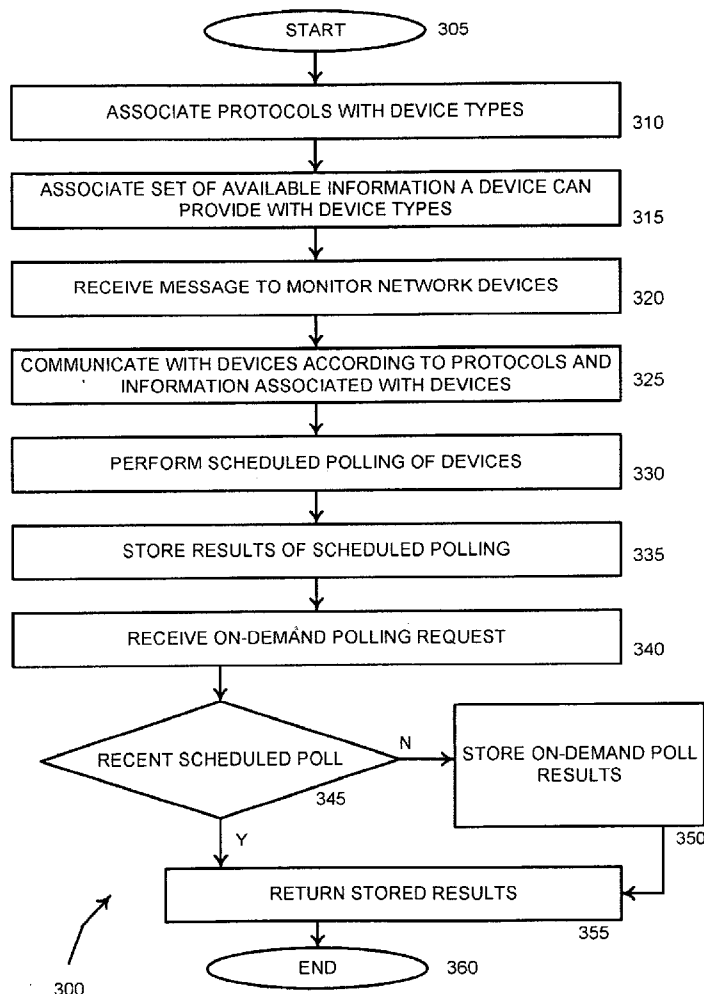 START
305
ASSOCIATE PROTOCOLS WITH DEVICE TYPES
310
ASSOCIATE SET OF AVAILABLE INFORMATION A DEVICE CAN
PROVIDE WITH DEVICE TYPES
315
RECEIVE MESSAGE TO MONITOR NETWORK DEVICES
320
COMMUNICATE WITH DEVICES ACCORDING TO PROTOCOLS AND
INFORMATION ASSOCIATED WITH DEVICES
325
PERFORM SCHEDULED POLLING OF DEVICES
330
STORE RESULTS OF SCHEDULED POLLING
335
RECEIVE ON-DEMAND POLLING REQUEST
340
RECENT SCHEDULED POLL
345
N
STORE ON-DEMAND POLL
RESULTS
350
Y
RETURN STORED RESULTS
355
END
360
300